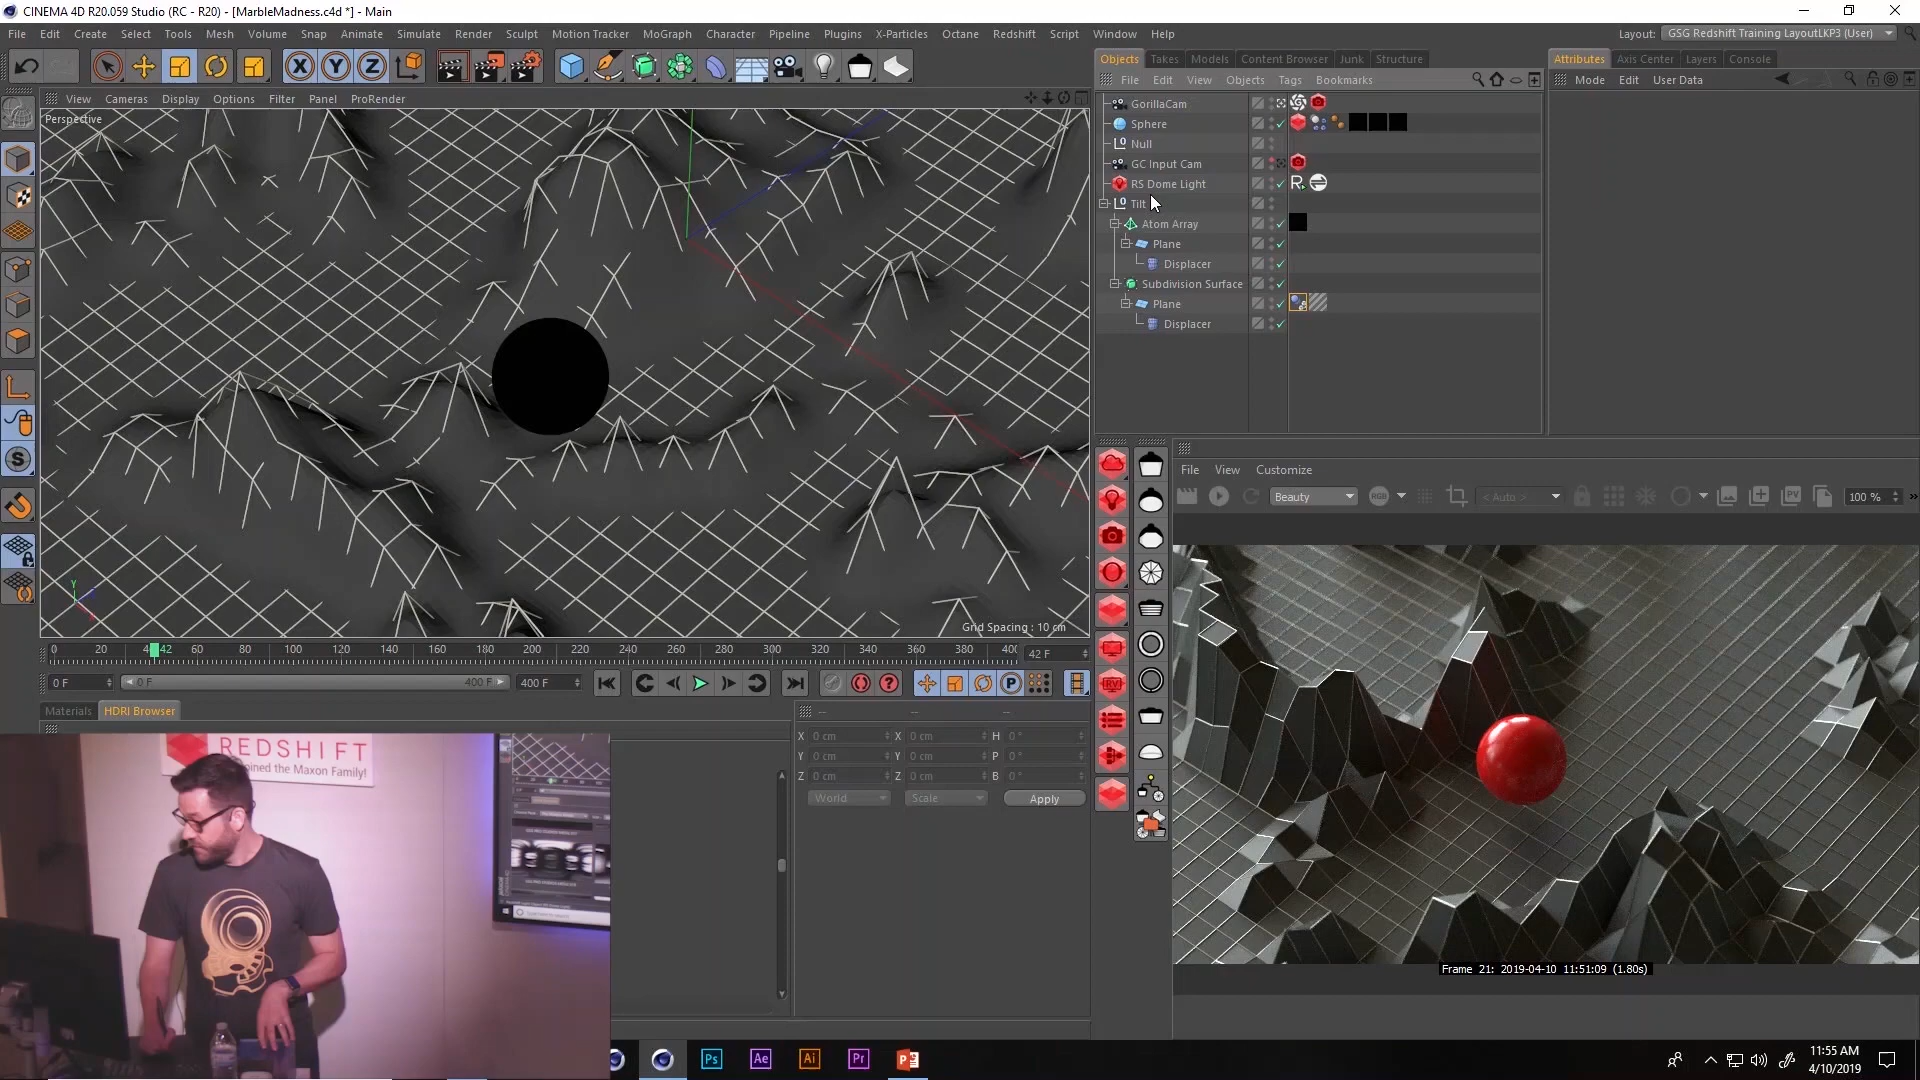 CINEMA 4D R20.059 Studio (RC - R20) - [MarbleMadness.c4d *] - Main
File Edit Create Select Tools Mesh Volume Snap Animate Simulate Render Sculpt Motion Tracker MoGraph Character Pipeline Plugins X-Particles Octane Redshift Script Window Help
Layout: GSG Redshift Training LayoutLKP3 (User)
X Y Z
Objects Takes Models Content Browser Junk Structure
Attributes Axis Center Layers Console
File Edit View Objects Tags Bookmarks
Mode Edit User Data
View Cameras Display Options Filter Panel ProRender
Perspective
GorillaCam
Sphere
Null
GC Input Cam
RS Dome Light
Tilt
Atom Array
Plane
Displacer
Subdivision Surface
Plane
Displacer
Y
Grid Spacing : 10 cm
File View Customize
Beauty
RGB
< Auto >
PV
100 %
RV
0 20 42 60 80 100 120 140 160 180 200 220 240 260 280 300 320 340 360 380 400
42 F
0 F
0 F
400 F
400 F
P
Materials HDRI Browser
-- -- --
X 0 cm X 0 cm H 0 °
Y 0 cm Y 0 cm P 0 °
Z 0 cm Z 0 cm B 0 °
World Scale Apply
REDSHIFT
ined the Maxon Family!
Frame 21: 2019-04-10 11:51:09 (1.80s)
Ps Ae Ai Pr P
11:55 AM
4/10/2019